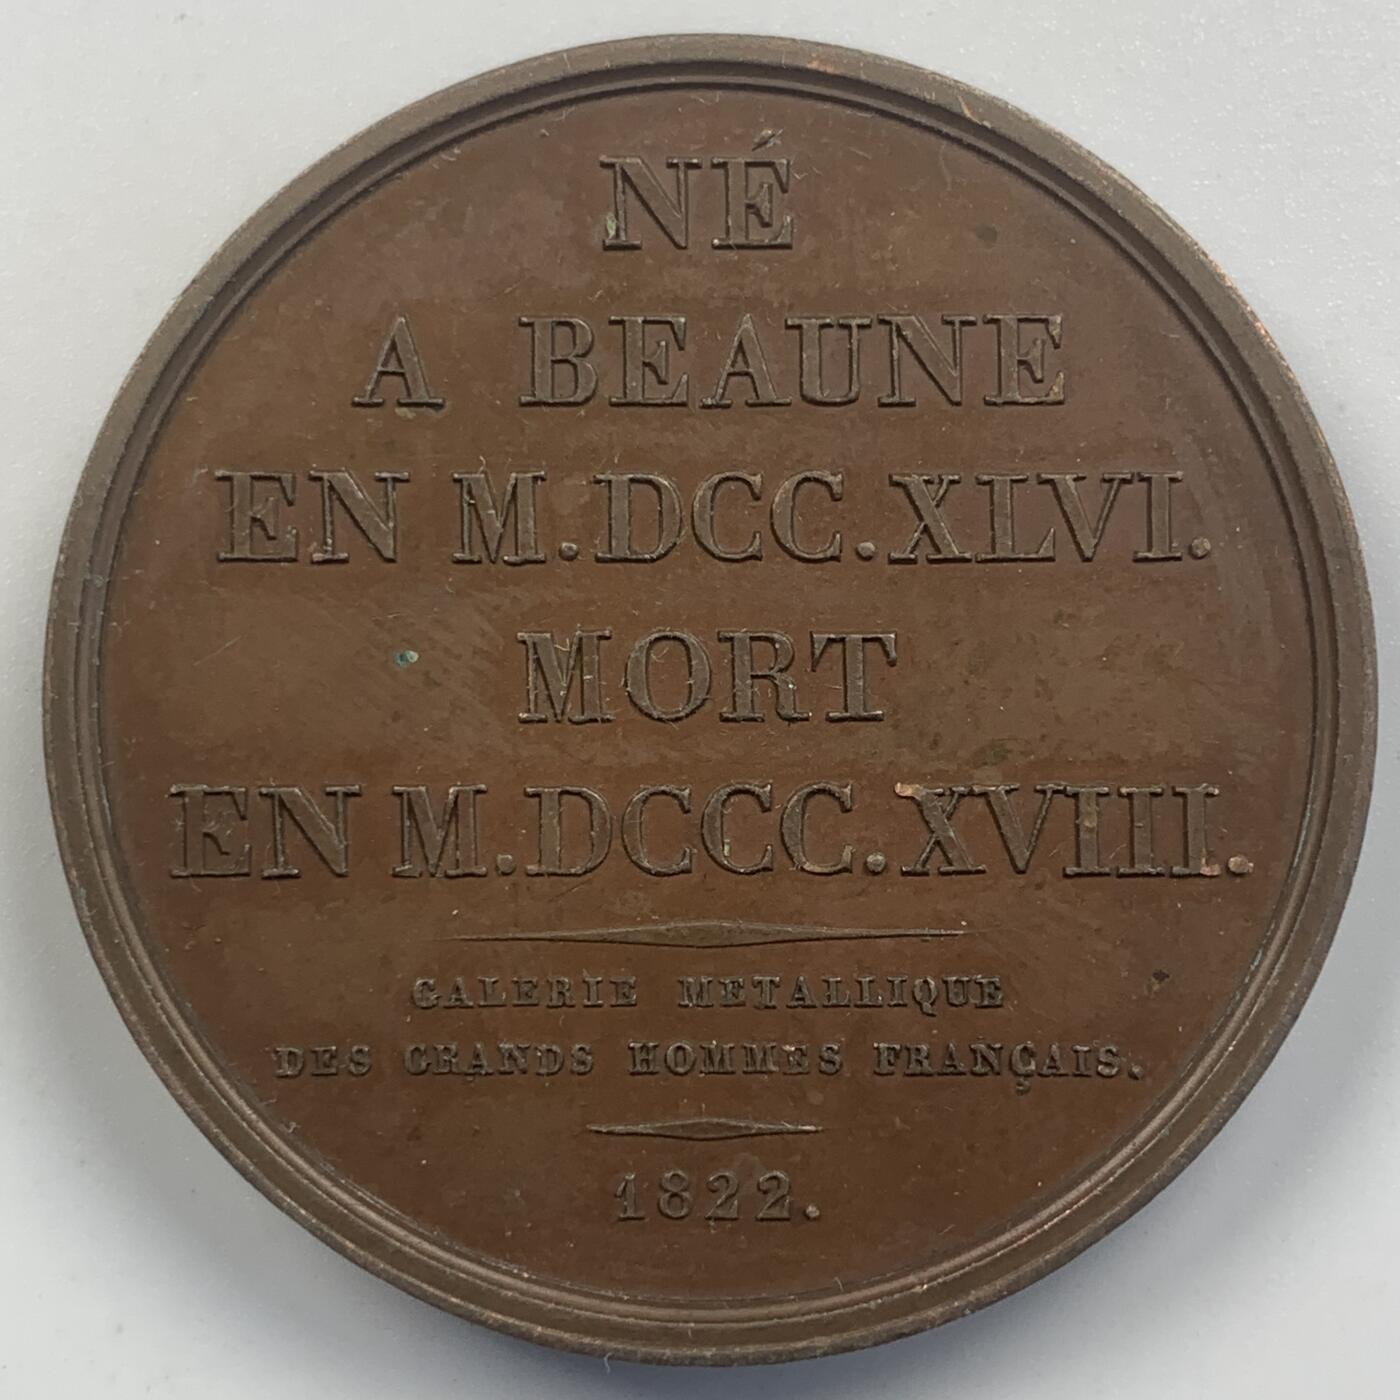 NÉ
A BEAUNE
EN M.DCC.XLVI.
MORT
EN M.DCCC.XVIII.
GALERIE METALLIQUE
DES GRANDS HOMMES FRANÇAIS.
1822.